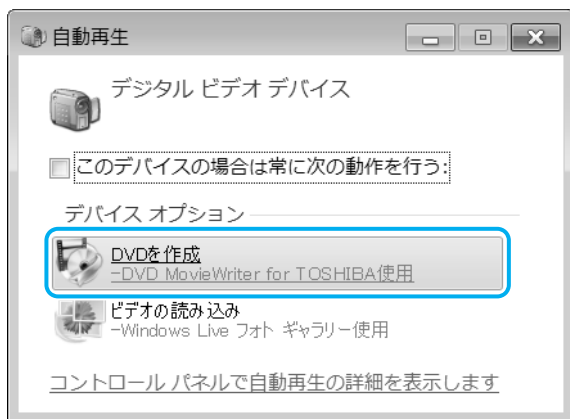 自動再生
デジタル ビデオ デバイス
このデバイスの場合は常に次の動作を行う:
デバイス オプション
DVDを作成
-DVD MovieWriter for TOSHIBA使用
ビデオの読み込み
-Windows Live フォト ギャラリー使用
コントロール パネルで自動再生の詳細を表示します